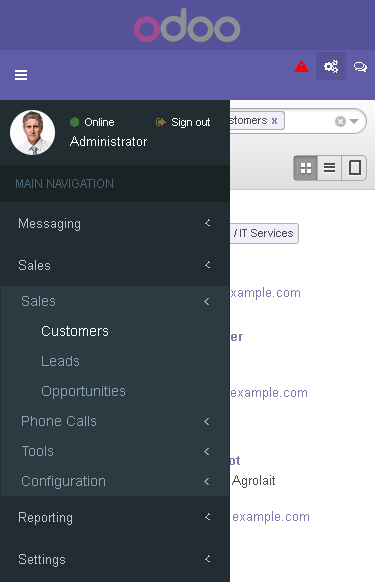 odoo
Online Sign out
Administrator
stomers x
MAIN NAVIGATION
Messaging
/ IT Services
Sales
Sales
xample.com
Customers
er
Leads
Opportunities
example.com
Phone Calls
Tools
ot
Configuration
Agrolait
Reporting
example.com
Settings